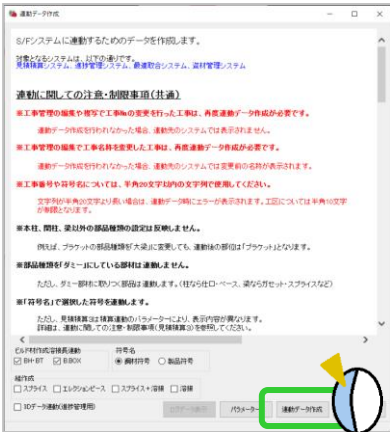 連動データ作成
S/Fシステムに連動するためのデータを作成します。
対象となるシステムは、以下の通りです。
見積積算システム、進捗管理システム、最適取合システム、資材管理システム
連動に関しての注意・制限事項(共通)
※工事管理の編集や複写で工事№の変更を行った工事は、再度連動データ作成が必要です。
連動データ作成を行われなかった場合、連動先のシステムでは表示されません。
※工事管理の編集で工事名称を変更した工事は、再度連動データ作成が必要です。
連動データ作成を行われなかった場合、連動先のシステムでは変更前の名称が表示されます。
※工事番号や符号名については、半角20文字以内の文字列で使用してください。
文字列が半角20文字より長い場合は、連動データ時にエラーが表示されます。工区については半角10文字
が制限となります。
※本柱、間柱、梁以外の部品種類の設定は反映しません。
例えば、ブラケットの部品種類を「大梁」に変更しても、連動後の部位は「ブラケット」となります。
※部品種類を「ダミー」にしている部材は連動しません。
ただし、ダミー部材に取りつく部品は連動します。(柱なら仕口・ベース、梁ならガセット・スプライスなど)
※「符号名」で選択した符号を連動します。
ただし、見積積算3は積算連動のパラメーターにより、表示内容が異なります。
詳細は、連動に関しての注意・制限事項(見積積算3)を参照してください。
ビルド材作成溶接長連動
BH・BT B.BOX
符号名
鋼材符号 製品符号
帳作成
スプライス エレクションピース スプライス+溶接 溶接
3Dデータ連動(進捗管理用)
パラメーター
連動データ作成